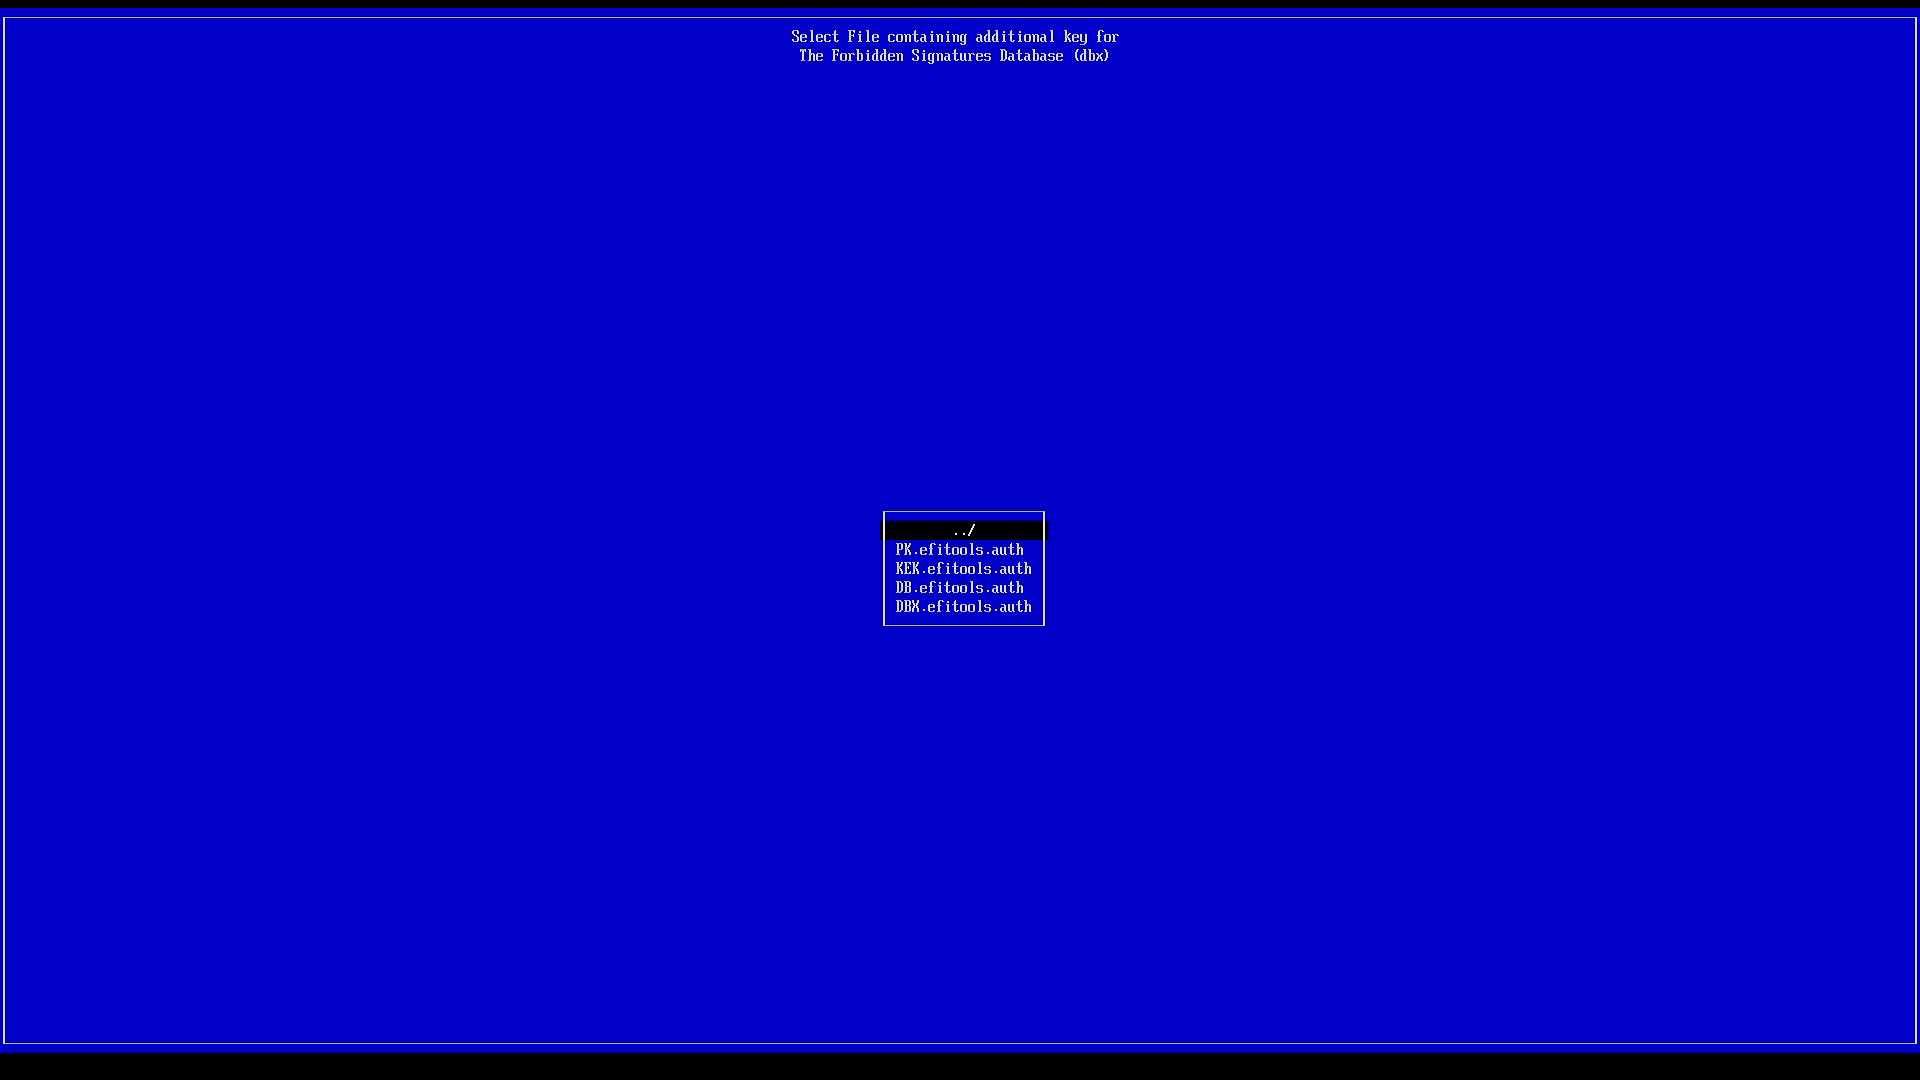 Select File containing additional key for
The Forbidden Signatures Database (dbx)
../
PK.efitools.auth
KEK.efitools.auth
DB.efitools.auth
DBX.efitools.auth